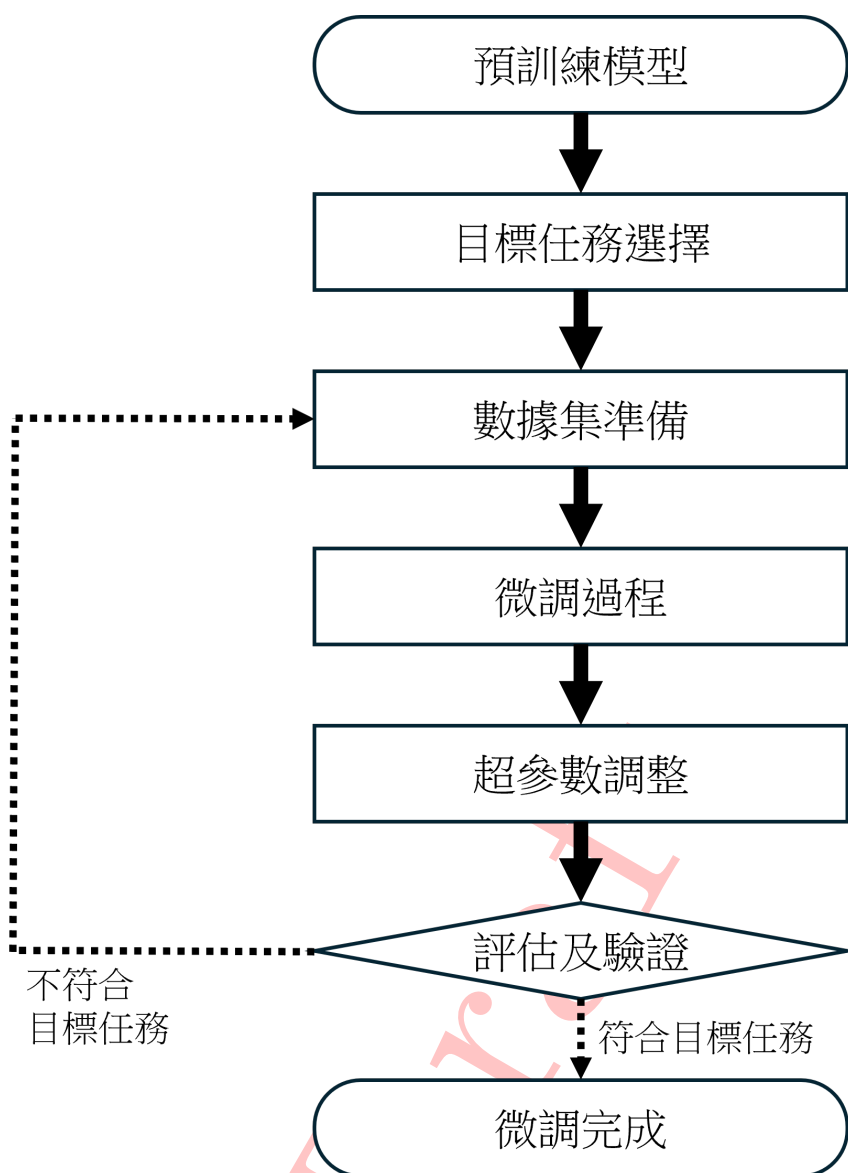 預訓練模型
目標任務選擇
數據集準備
微調過程
超參數調整
評估及驗證
不符合
目標任務
符合目標任務
微調完成